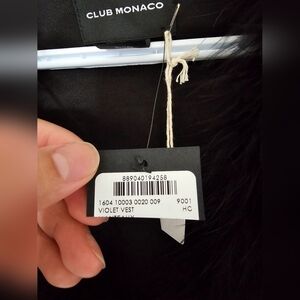 CLUB MONACO
889040194258
1604 10003 0020 009 9001
VIOLET VEST HC